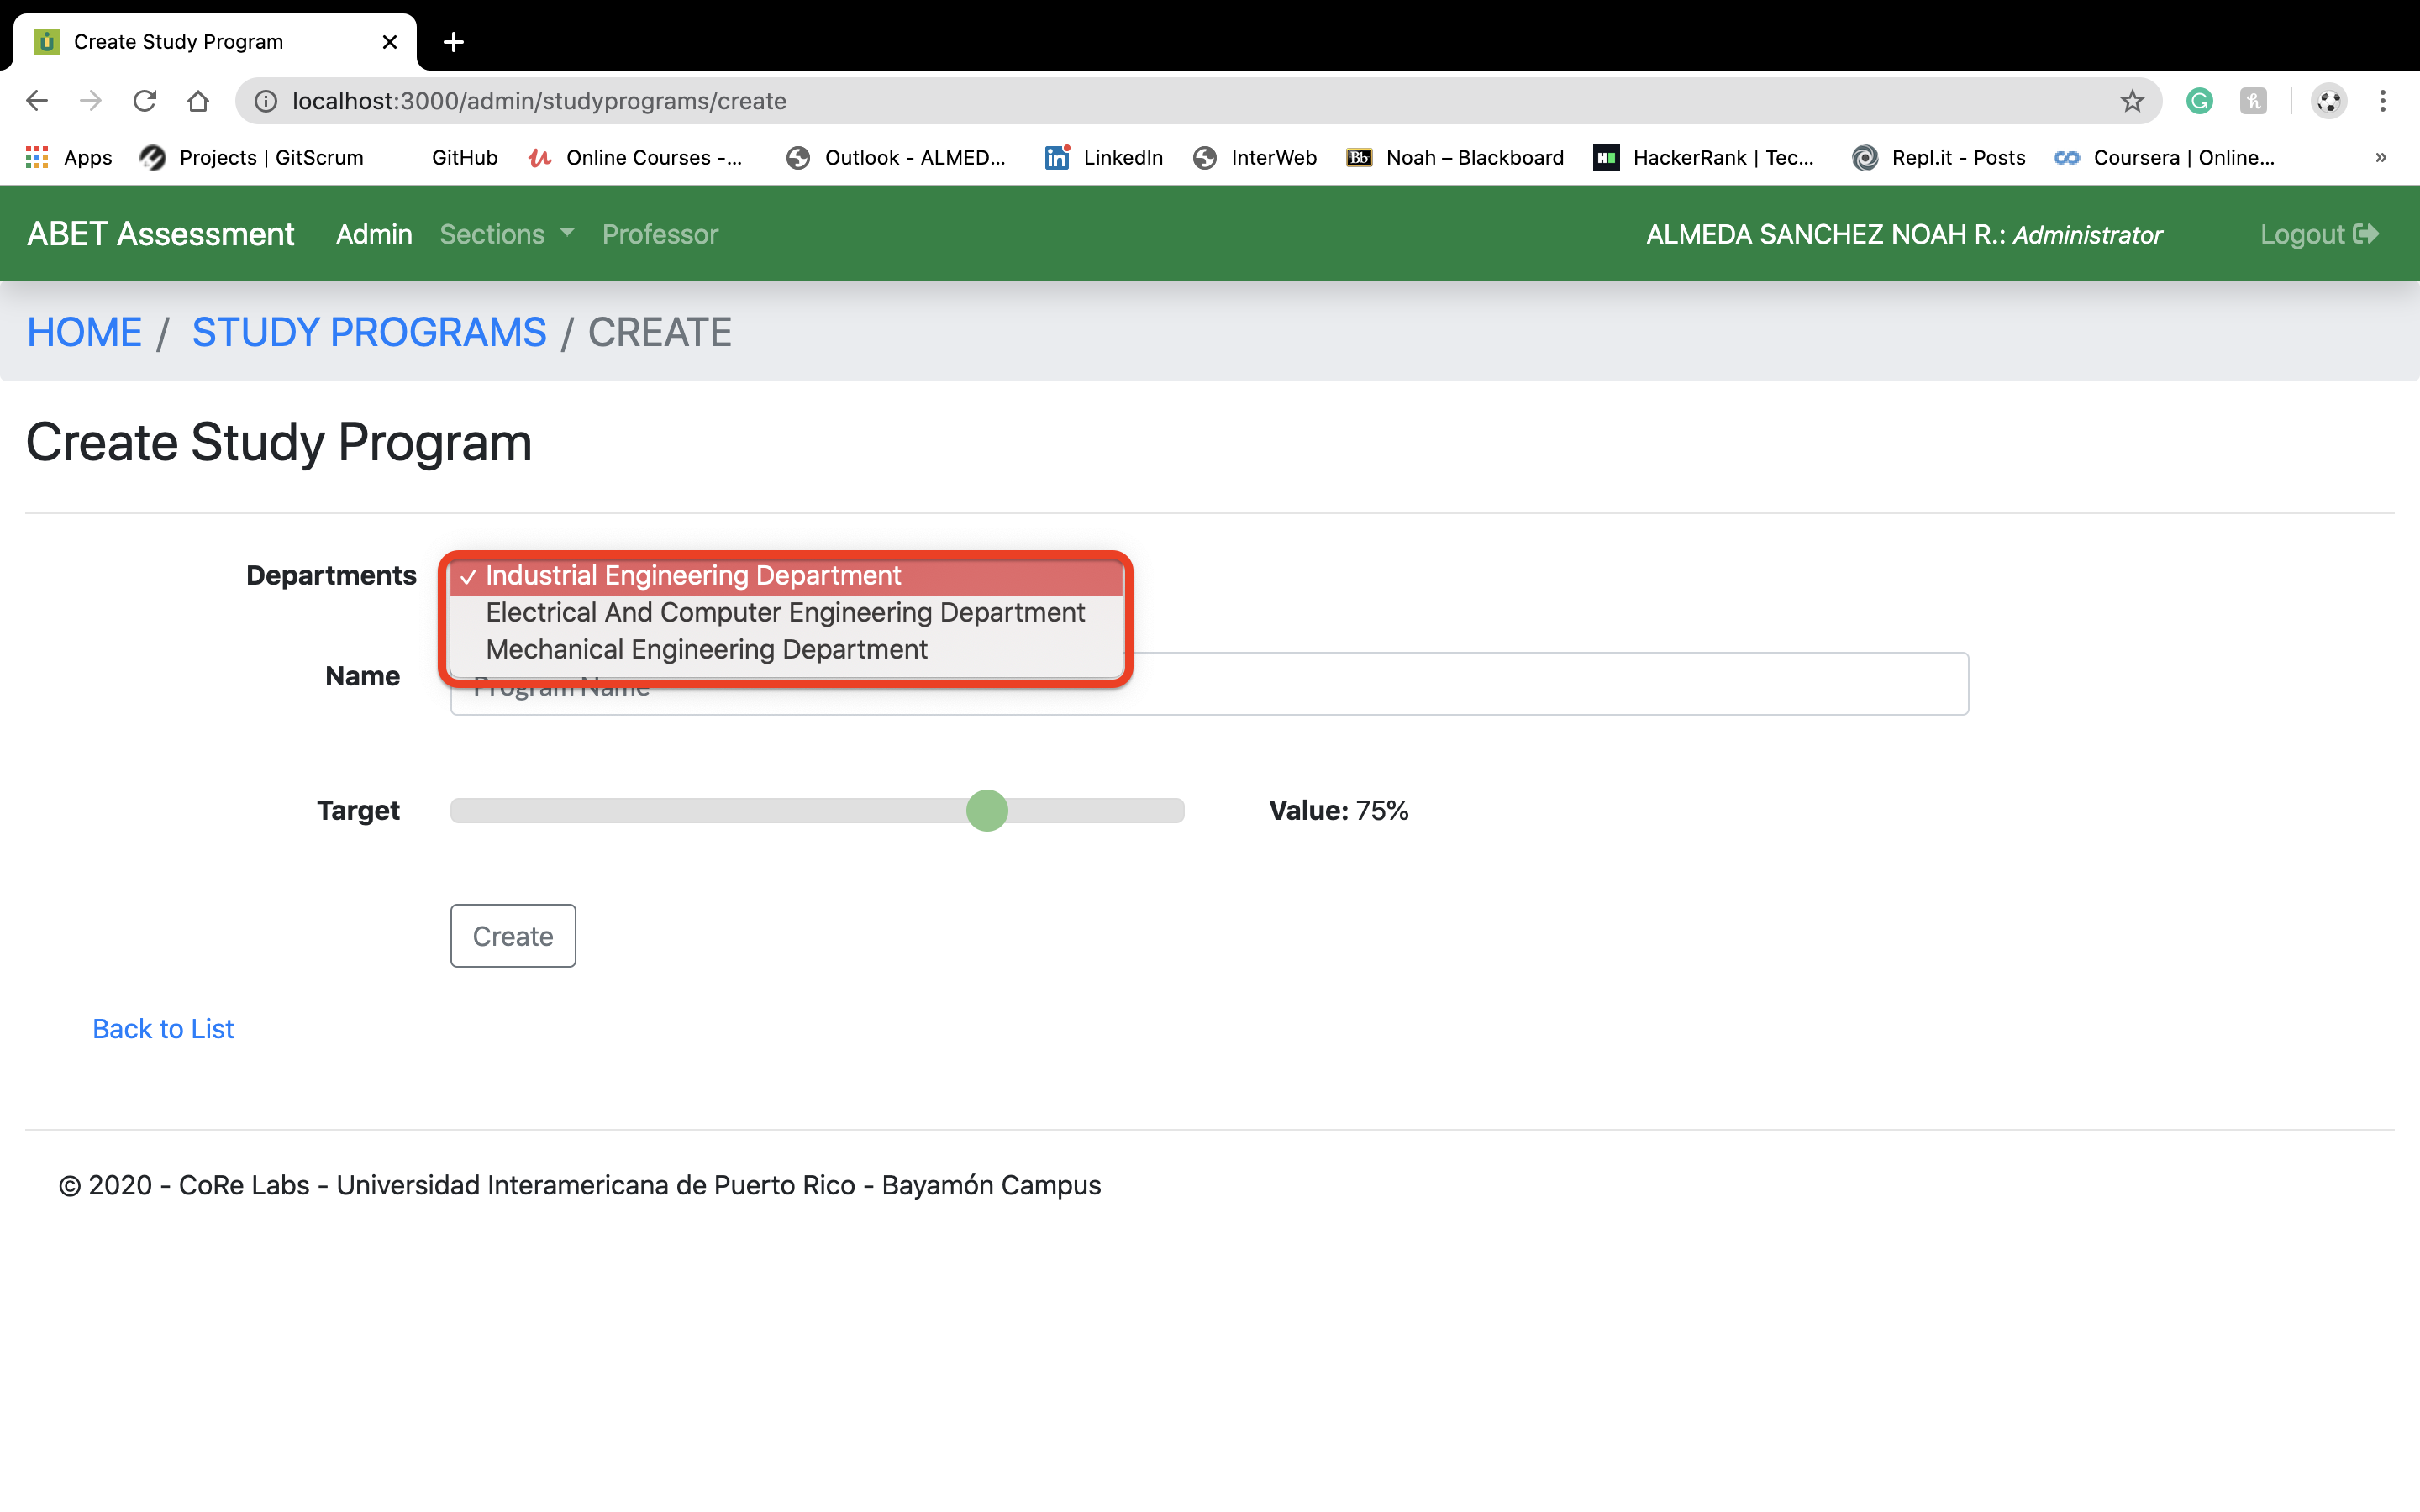 Create Study Program
localhost:3000/admin/studyprograms/create
Apps Projects | GitScrum GitHub Online Courses -... Outlook - ALMED... LinkedIn InterWeb Bb Noah – Blackboard H HackerRank | Tec... Repl.it - Posts Coursera | Online... »
ABET Assessment Admin Sections Professor ALMEDA SANCHEZ NOAH R.: Administrator Logout
HOME / STUDY PROGRAMS / CREATE
Create Study Program
Departments ✓ Industrial Engineering Department
Electrical And Computer Engineering Department
Mechanical Engineering Department
Name Program Name
Target Value: 75%
Create
Back to List
© 2020 - CoRe Labs - Universidad Interamericana de Puerto Rico - Bayamón Campus